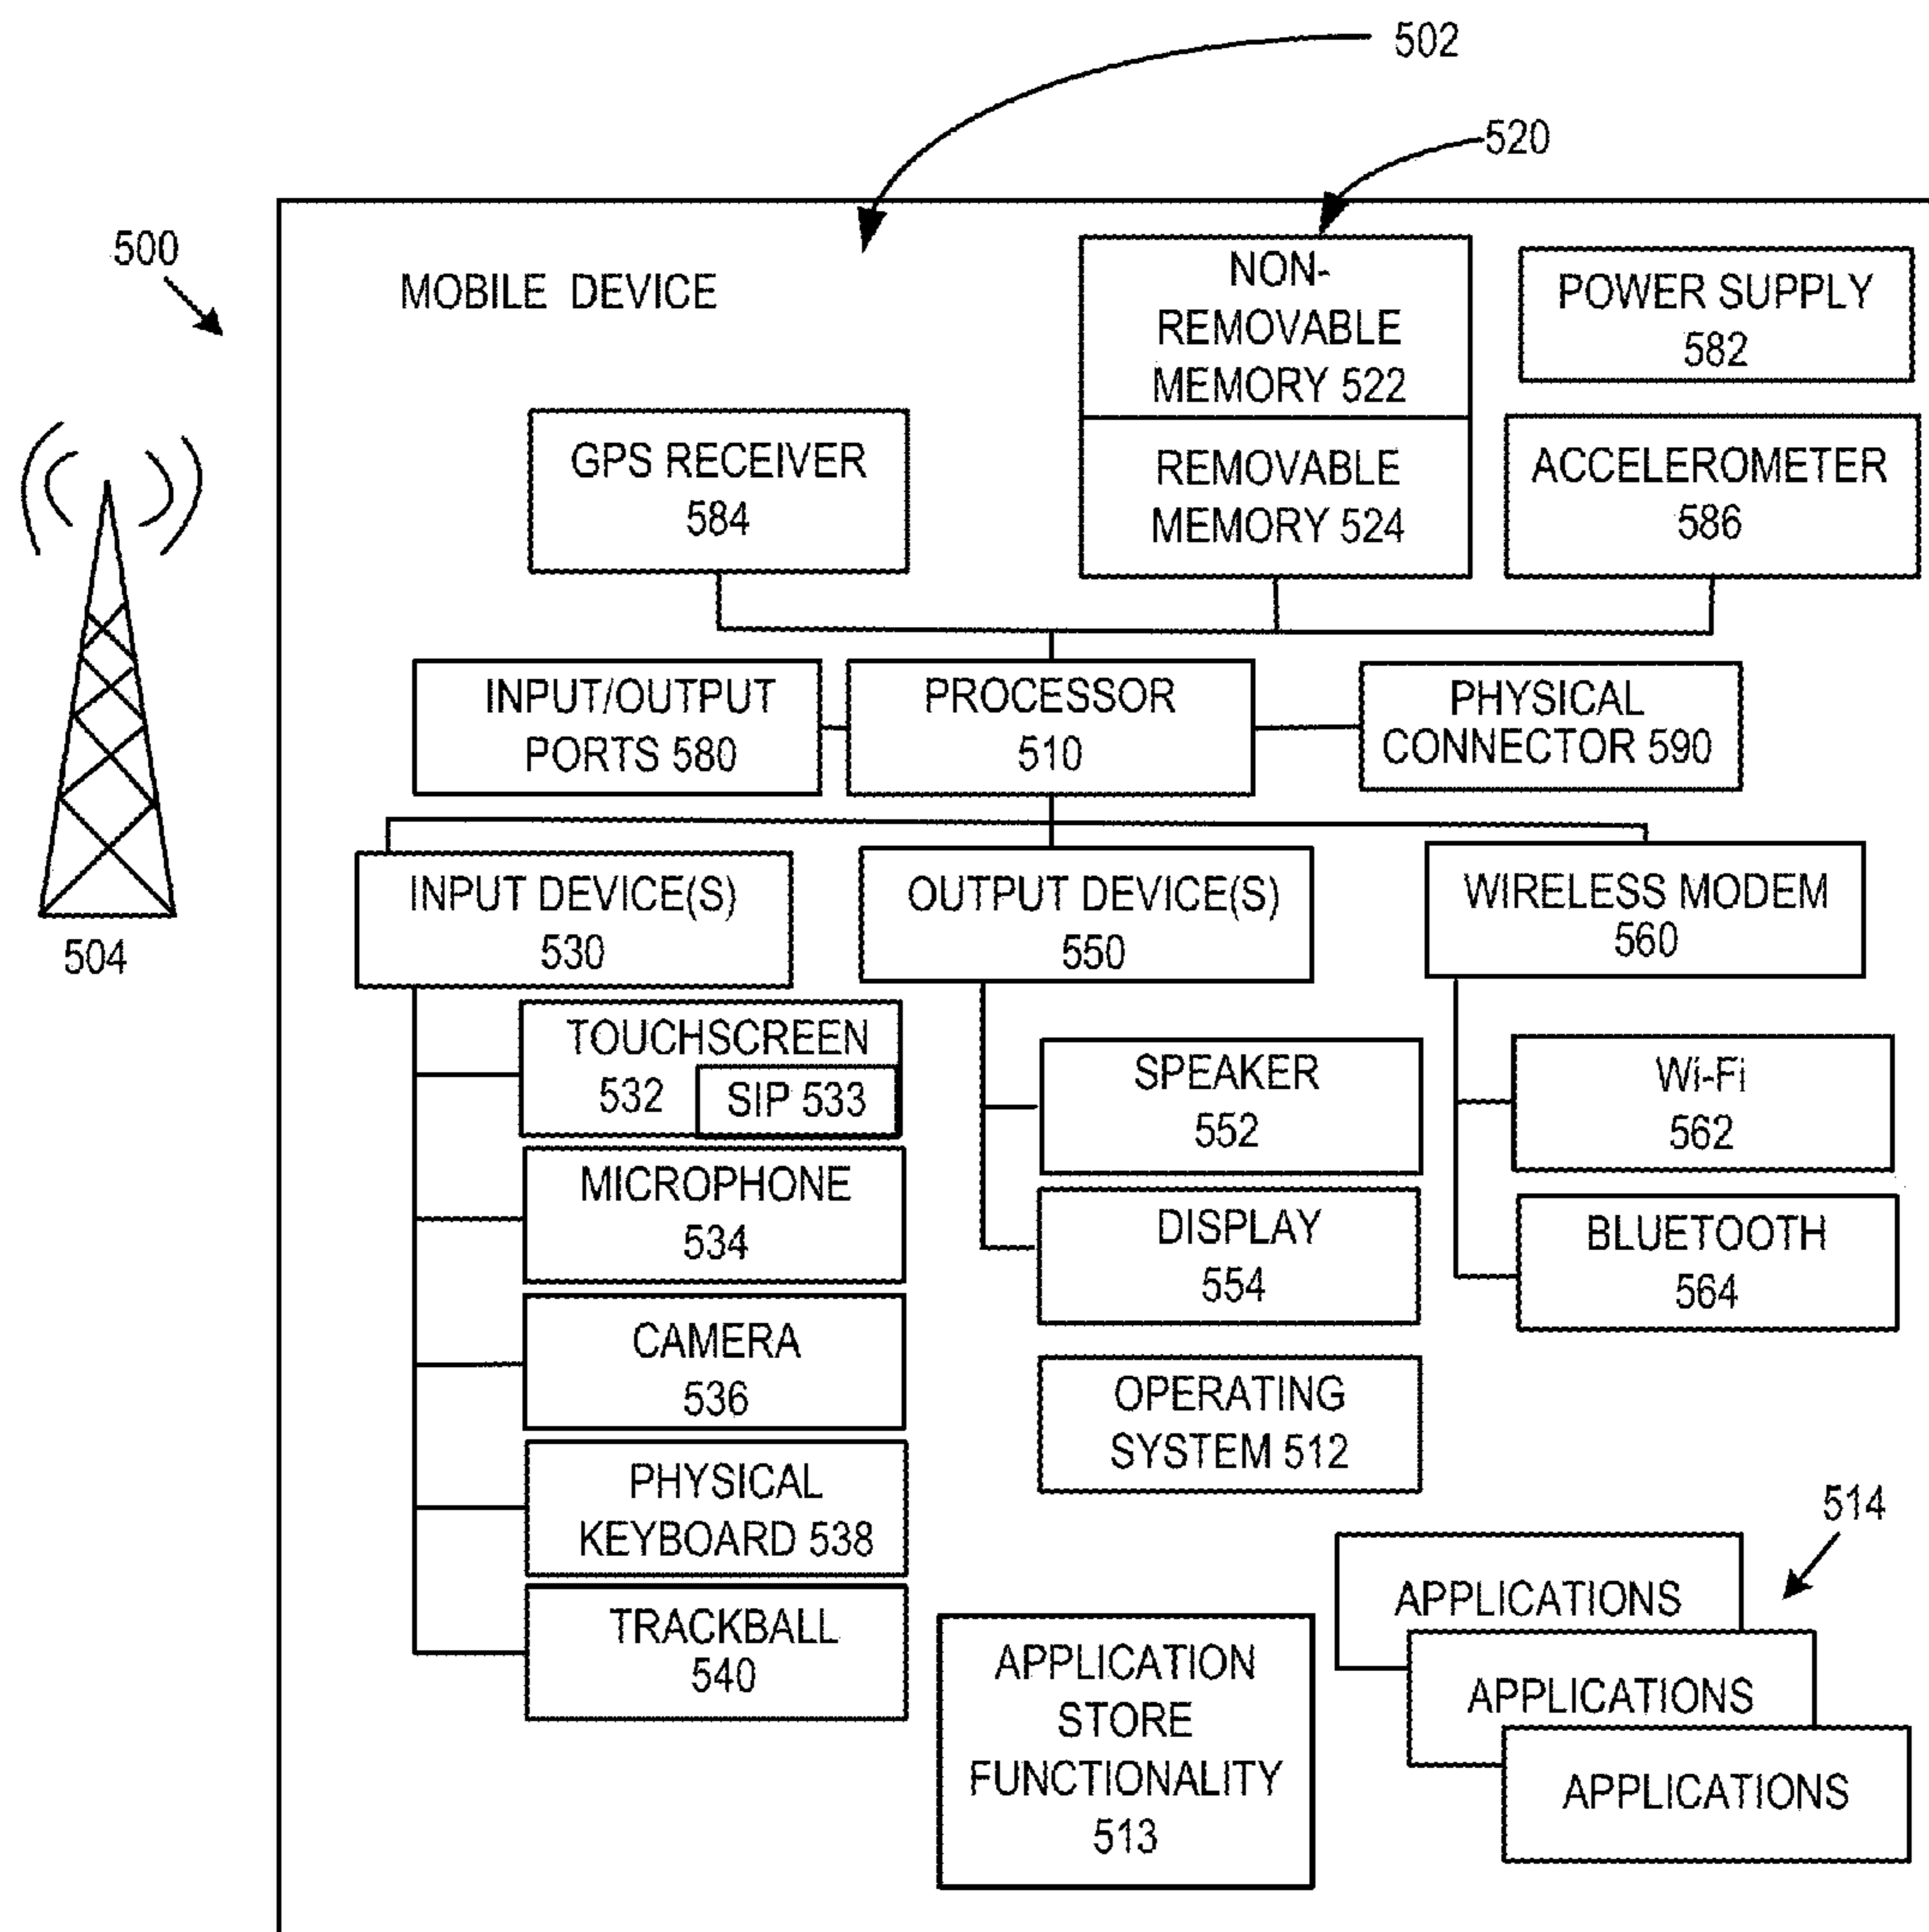 502
520
500
MOBILE DEVICE
NON-
REMOVABLE
MEMORY 522
POWER SUPPLY
582
GPS RECEIVER
584
REMOVABLE
MEMORY 524
ACCELEROMETER
586
INPUT/OUTPUT
PORTS 580
PROCESSOR
510
PHYSICAL
CONNECTOR 590
504
INPUT DEVICE(S)
530
OUTPUT DEVICE(S)
550
WIRELESS MODEM
560
TOUCHSCREEN
532
SIP 533
MICROPHONE
534
CAMERA
536
PHYSICAL
KEYBOARD 538
TRACKBALL
540
SPEAKER
552
DISPLAY
554
Wi-Fi
562
BLUETOOTH
564
OPERATING
SYSTEM 512
APPLICATION
STORE
FUNCTIONALITY
513
514
APPLICATIONS
APPLICATIONS
APPLICATIONS